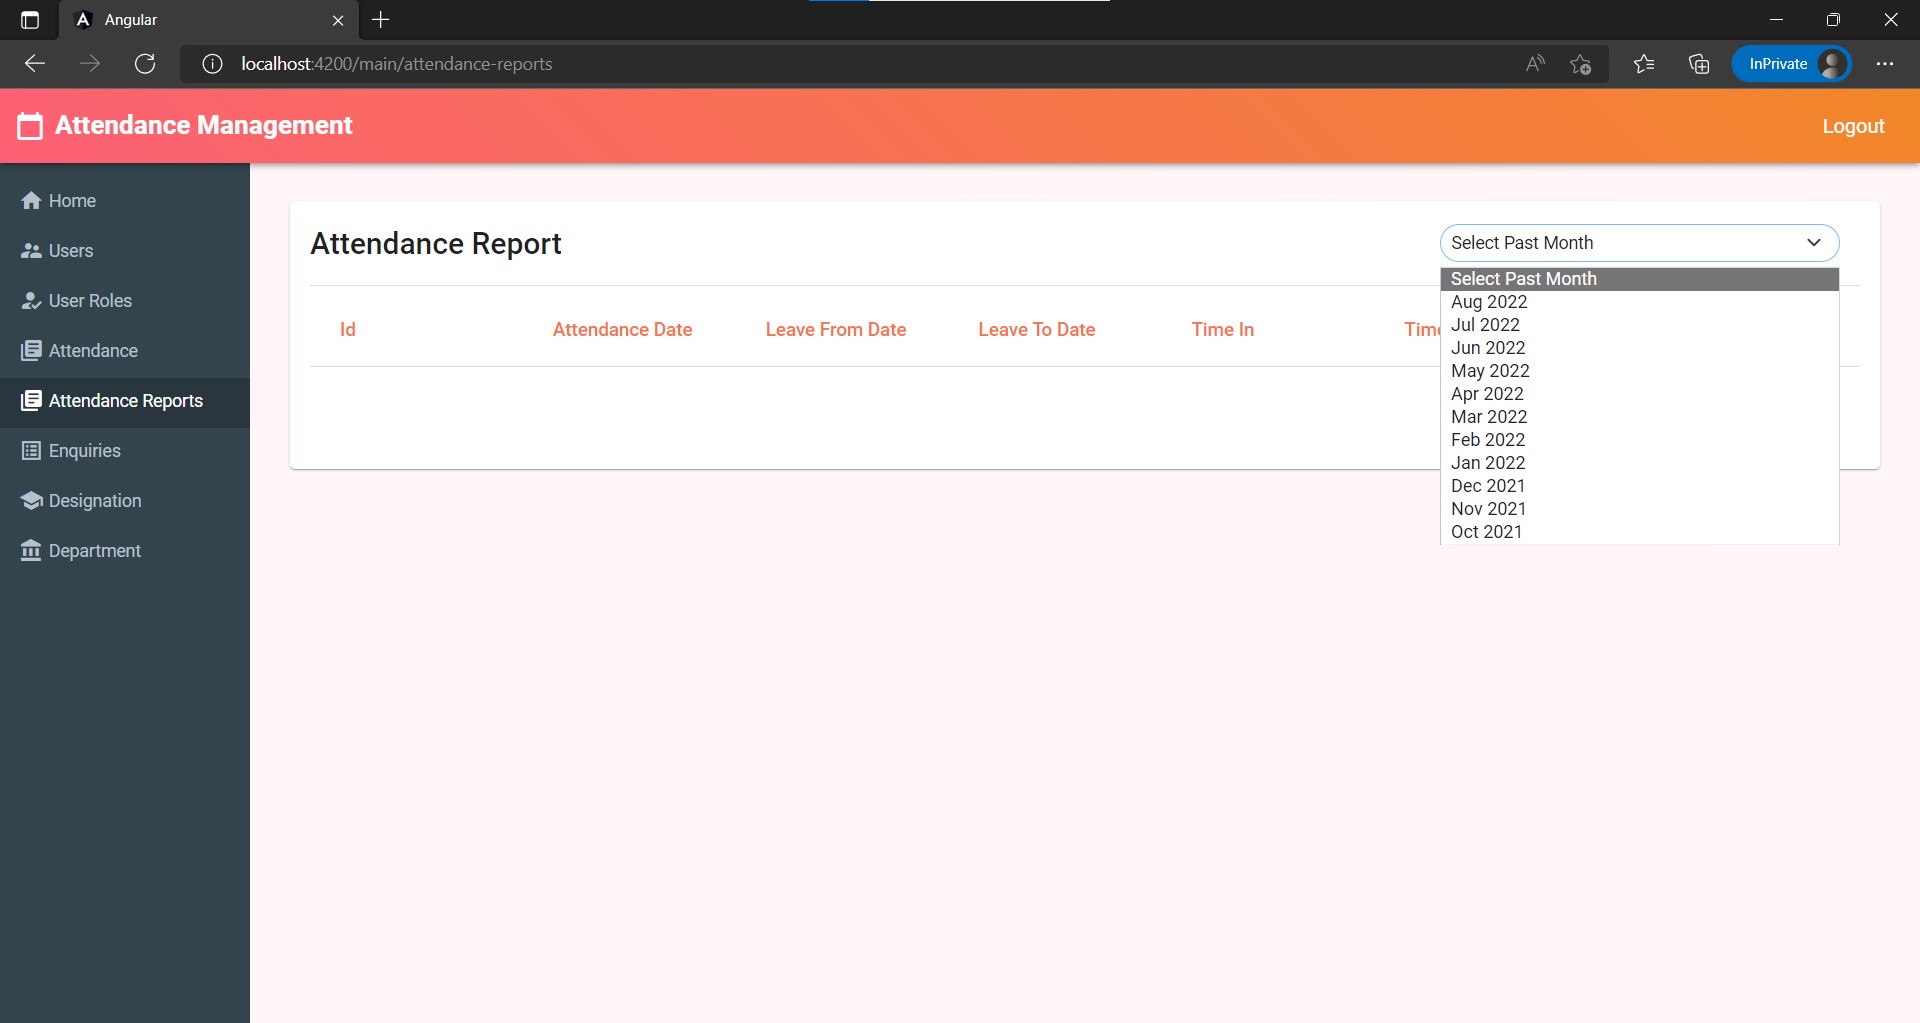 Angular
localhost:4200/main/attendance-reports
InPrivate
Attendance Management
Logout
Home
Users
User Roles
Attendance
Attendance Reports
Enquiries
Designation
Department
Attendance Report
Select Past Month
Id Attendance Date Leave From Date Leave To Date Time In
Select Past Month
Aug 2022
Jul 2022
Jun 2022
May 2022
Apr 2022
Mar 2022
Feb 2022
Jan 2022
Dec 2021
Nov 2021
Oct 2021